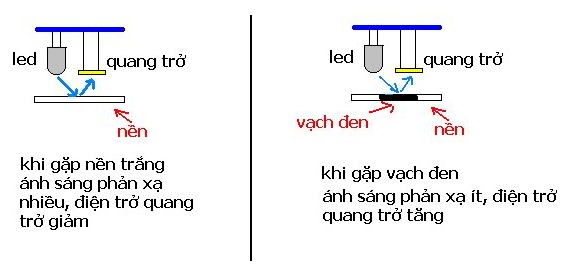 led
quang trở
nền
khi gặp nền trắng
ánh sáng phản xạ
nhiều, điện trở quang
trở giảm
led
quang trở
vạch đen
nền
khi gặp vạch đen
ánh sáng phản xạ ít, điện trở
quang trở tăng